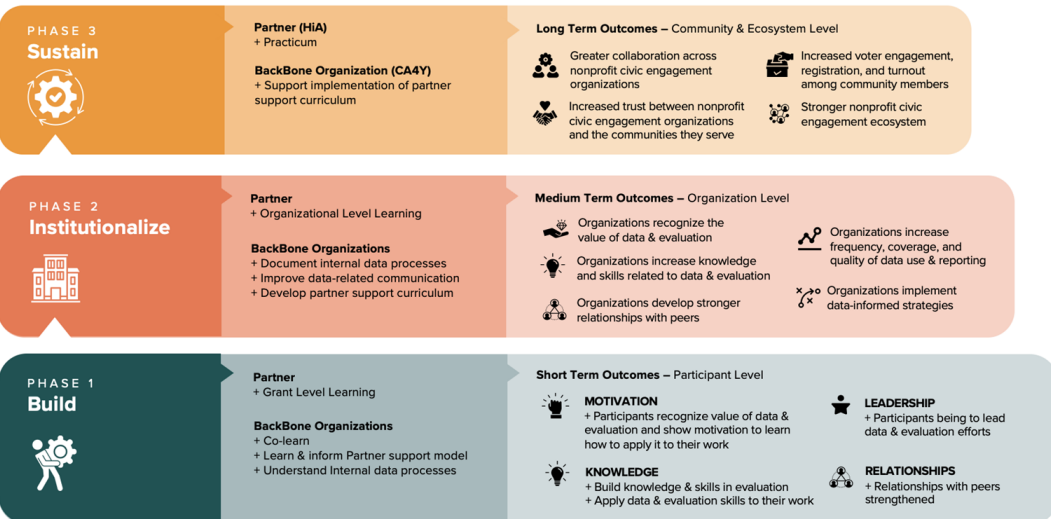 PHASE 3
Sustain
Partner (HiA)
+ Practicum
BackBone Organization (CA4Y)
+ Support implementation of partner
support curriculum
Long Term Outcomes – Community & Ecosystem Level
Greater collaboration across
nonprofit civic engagement
organizations
Increased trust between nonprofit
civic engagement organizations
and the communities they serve
Increased voter engagement,
registration, and turnout
among community members
Stronger nonprofit civic
engagement ecosystem
PHASE 2
Institutionalize
Partner
+ Organizational Level Learning
BackBone Organizations
+ Document internal data processes
+ Improve data-related communication
+ Develop partner support curriculum
Medium Term Outcomes – Organization Level
Organizations recognize the
value of data & evaluation
Organizations increase knowledge
and skills related to data & evaluation
Organizations develop stronger
relationships with peers
Organizations increase
frequency, coverage, and
quality of data use & reporting
Organizations implement
data-informed strategies
PHASE 1
Build
Partner
+ Grant Level Learning
BackBone Organizations
+ Co-learn
+ Learn & inform Partner support model
+ Understand Internal data processes
Short Term Outcomes – Participant Level
MOTIVATION
+ Participants recognize value of data &
evaluation and show motivation to learn
how to apply it to their work
KNOWLEDGE
+ Build knowledge & skills in evaluation
+ Apply data & evaluation skills to their work
LEADERSHIP
+ Participants being to lead
data & evaluation efforts
RELATIONSHIPS
+ Relationships with peers
strengthened